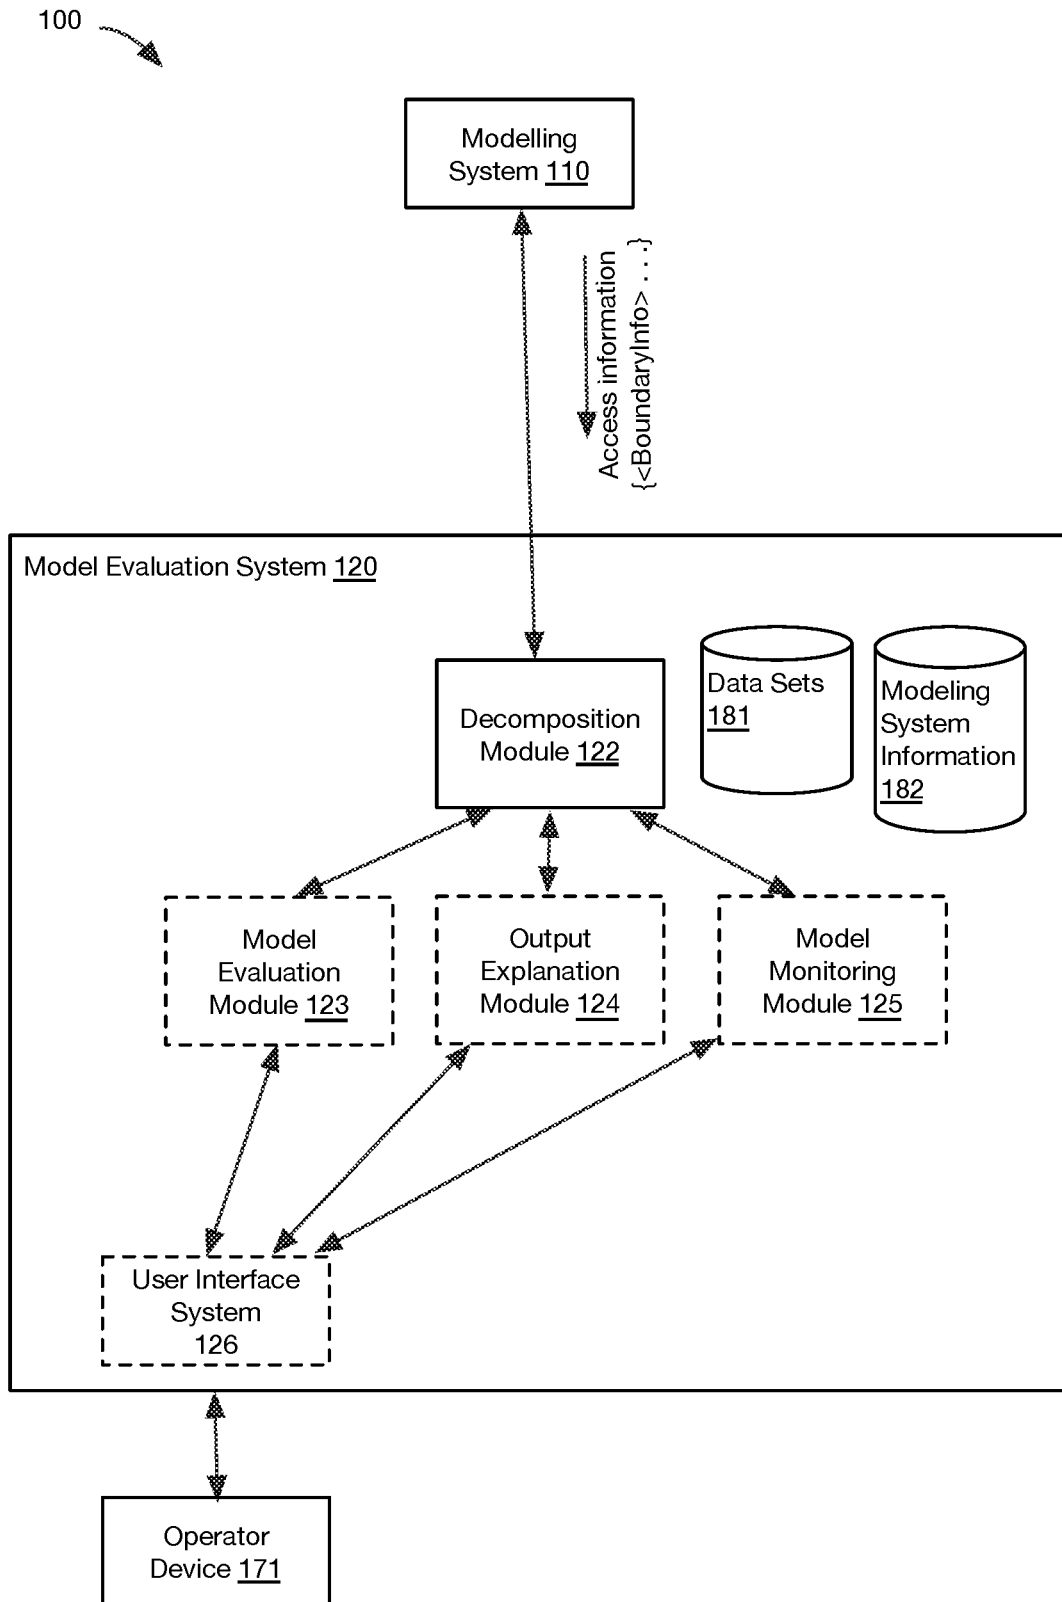 100
Modelling
System 110
Access information
{<BoundaryInfo> . . .}
Model Evaluation System 120
Decomposition
Module 122
Data Sets
181
Modeling
System
Information
182
Model
Evaluation
Module 123
Output
Explanation
Module 124
Model
Monitoring
Module 125
User Interface
System
126
Operator
Device 171